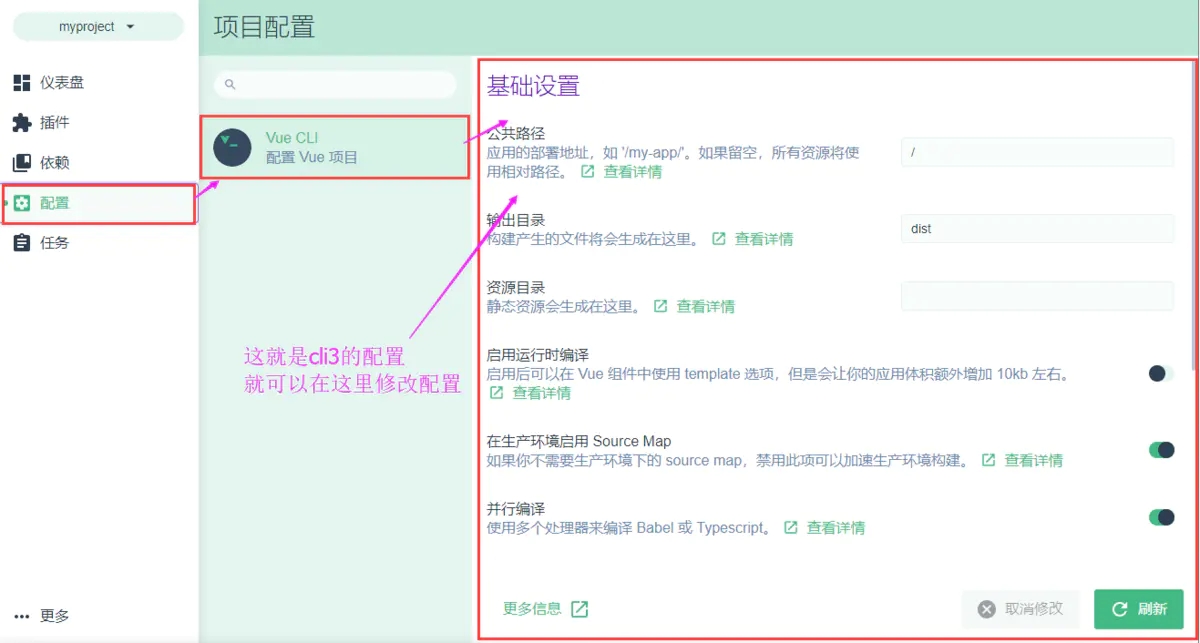 myproject
项目配置
仪表盘
插件
依赖
配置
任务
更多
Vue CLI
配置 Vue 项目
这就是cli3的配置
就可以在这里修改配置
基础设置
公共路径
应用的部署地址，如 '/my-app/'。如果留空，所有资源将使
用相对路径。 查看详情
/
输出目录
构建产生的文件将会生成在这里。 查看详情
dist
资源目录
静态资源会生成在这里。 查看详情
启用运行时编译
启用后可以在 Vue 组件中使用 template 选项，但是会让你的应用体积额外增加 10kb 左右。
查看详情
在生产环境启用 Source Map
如果你不需要生产环境下的 source map，禁用此项可以加速生产环境构建。 查看详情
并行编译
使用多个处理器来编译 Babel 或 Typescript。 查看详情
更多信息
取消修改
刷新